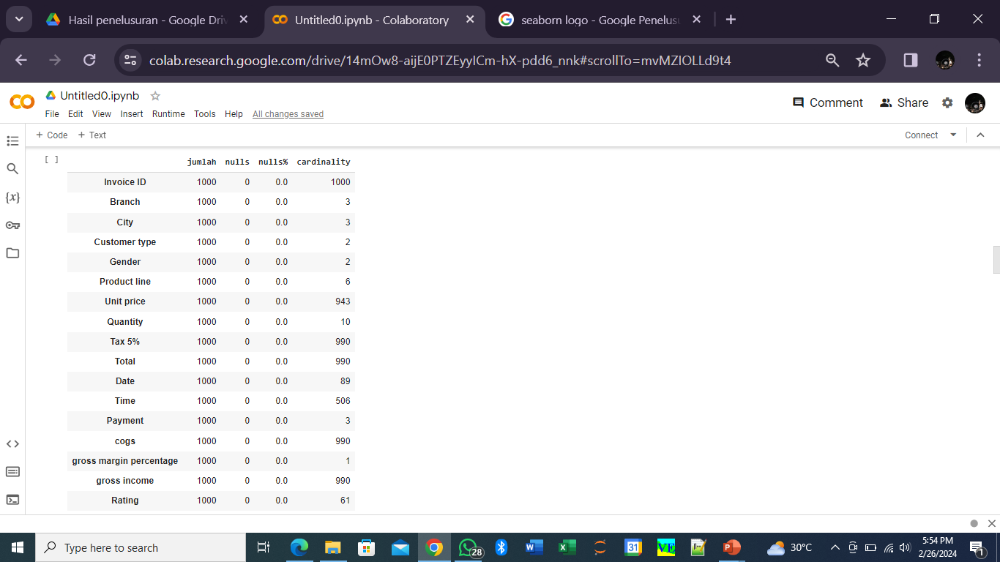 Hasil penelusuran - Google Driv
Untitled0.ipynb - Colaboratory
seaborn logo - Google Penelusu
colab.research.google.com/drive/14mOw8-aijE0PTZEyyICm-hX-pdd6_nnk#scrollTo=mvMZIOLLd9t4
Untitled0.ipynb
Comment
Share
File Edit View Insert Runtime Tools Help All changes saved
+ Code + Text
Connect
[ ]
jumlah nulls nulls% cardinality
Invoice ID 1000 0 0.0 1000
Branch 1000 0 0.0 3
City 1000 0 0.0 3
Customer type 1000 0 0.0 2
Gender 1000 0 0.0 2
Product line 1000 0 0.0 6
Unit price 1000 0 0.0 943
Quantity 1000 0 0.0 10
Tax 5% 1000 0 0.0 990
Total 1000 0 0.0 990
Date 1000 0 0.0 89
Time 1000 0 0.0 506
Payment 1000 0 0.0 3
cogs 1000 0 0.0 990
gross margin percentage 1000 0 0.0 1
gross income 1000 0 0.0 990
Rating 1000 0 0.0 61
Type here to search
28
31
VE
30°C
5:54 PM
2/26/2024
1